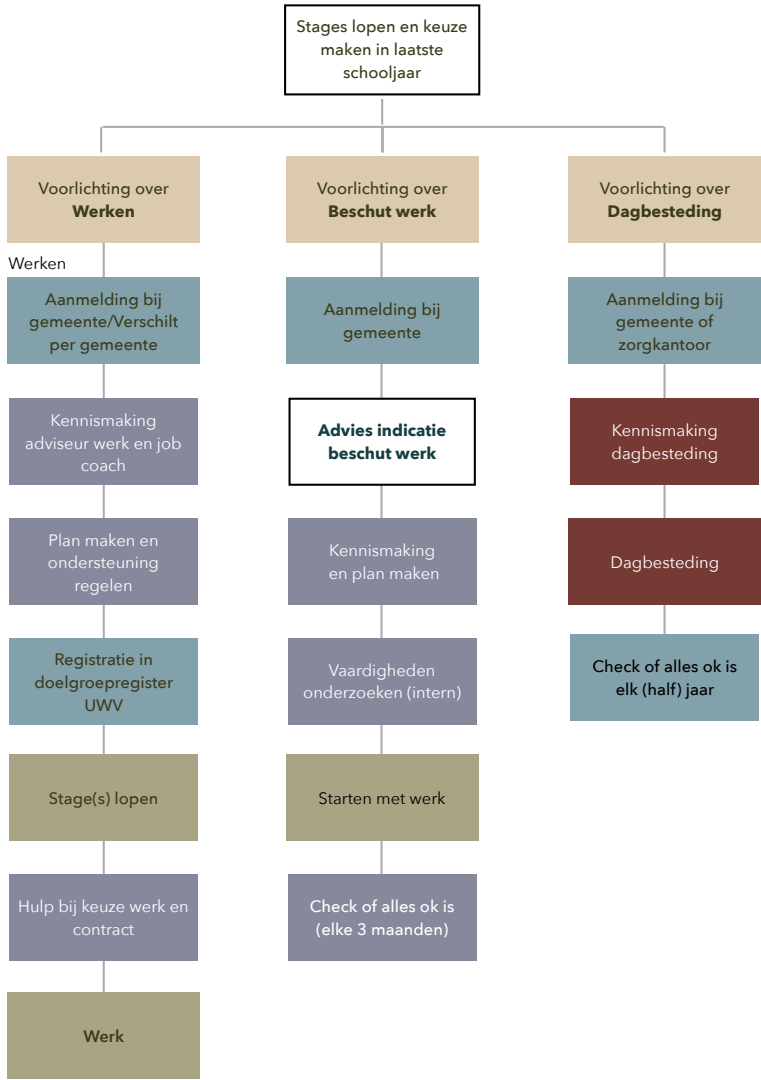 Stages lopen en keuze
maken in laatste
schooljaar
Voorlichting over
Werken
Werken
Aanmelding bij
gemeente/Verschilt
per gemeente
Kennismaking
adviseur werk en job
coach
Plan maken en
ondersteuning
regelen
Registratie in
doelgroepregister
UWV
Stage(s) lopen
Hulp bij keuze werk en
contract
Werk
Voorlichting over
Beschut werk
Aanmelding bij
gemeente
Advies indicatie
beschut werk
Kennismaking
en plan maken
Vaardigheden
onderzoeken (intern)
Starten met werk
Check of alles ok is
(elke 3 maanden)
Voorlichting over
Dagbesteding
Aanmelding bij
gemeente of
zorgkantoor
Kennismaking
dagbesteding
Dagbesteding
Check of alles ok is
elk (half) jaar